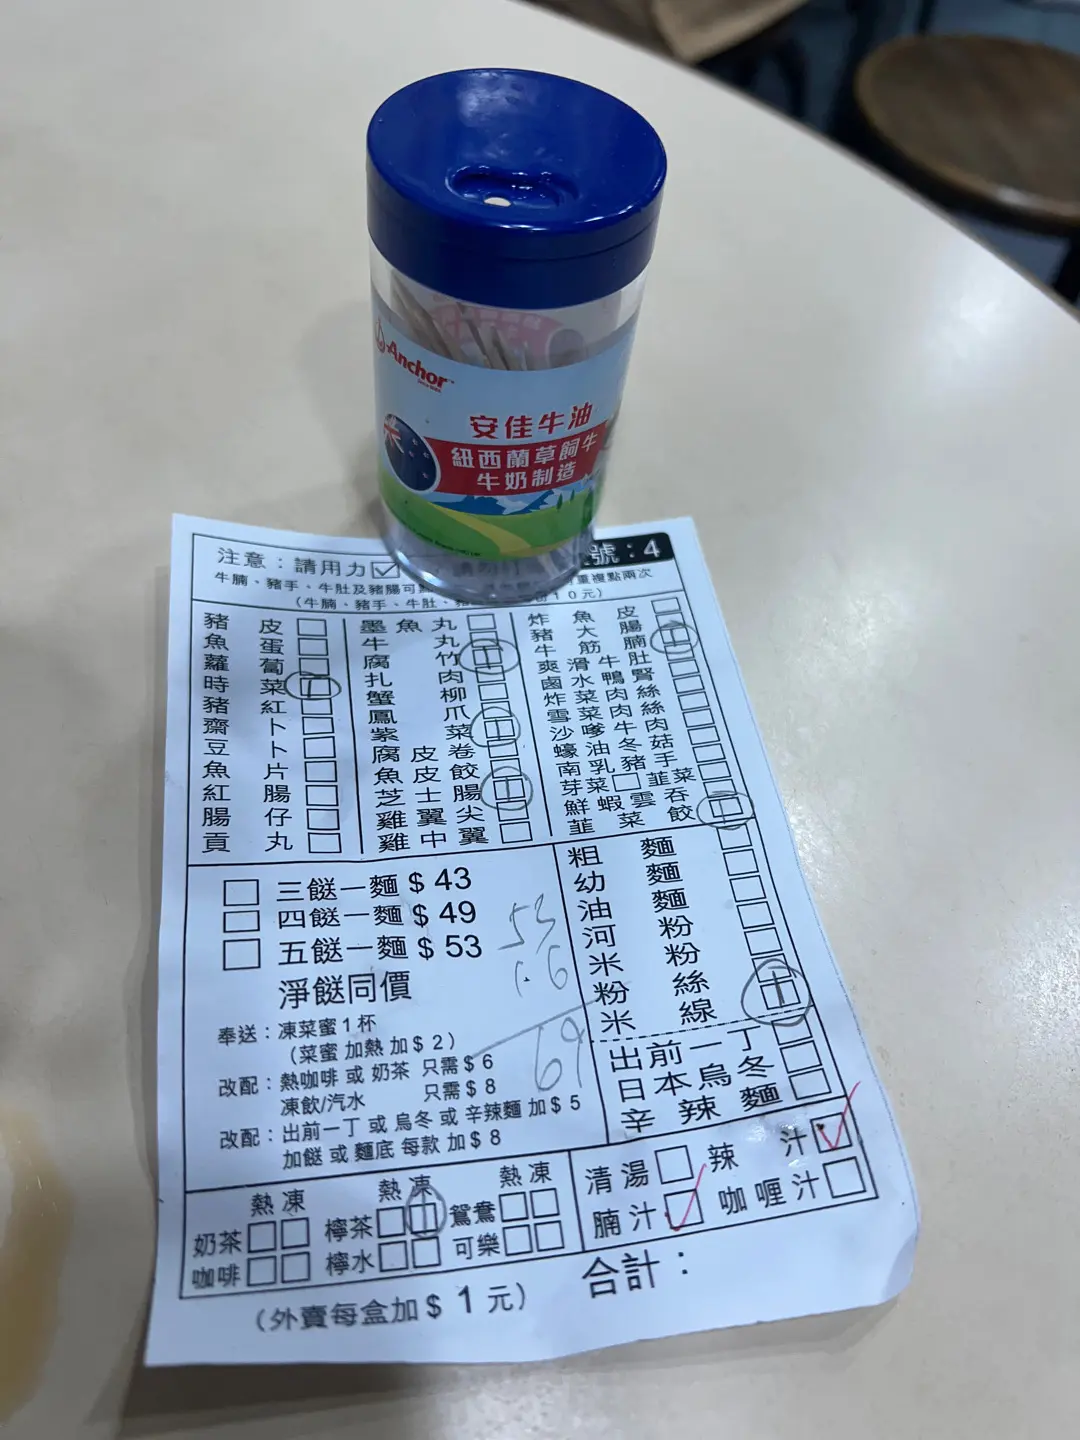 Anchor
安佳牛油
紐西蘭草飼牛
牛奶制造
注意：請用力☑
號：4
牛腩、豬手、牛肚及豬腸可
重複點兩次
（牛腩、豬手、牛肚、
10元）
豬皮
魚蛋
蘿蔔
時菜
豬紅
齋卜
豆卜
魚片
紅腸
腸仔
貢丸
墨魚丸
牛丸
腐竹
扎肉
蟹柳
鳳爪
紫菜
腐皮卷
魚皮餃
芝士腸
雞翼尖
雞中翼
炸魚皮
豬大腸
牛筋腩
爽滑牛肚
鹵水鴨腎
炸菜肉絲
雪菜肉絲
沙嗲牛肉
蠔油冬菇
南乳豬手
芽菜□韮菜
鮮蝦雲吞
韮菜餃
三餸一麵 $ 43
四餸一麵 $ 49
五餸一麵 $ 53
淨餸同價
53
16
69
奉送：凍菜蜜1杯
（菜蜜 加熱 加 $ 2）
改配：熱咖啡 或 奶茶 只需 $ 6
凍飲/汽水 只需 $ 8
改配：出前一丁 或 烏冬 或 辛辣麵 加 $ 5
加餸 或 麵底 每款 加 $ 8
粗麵
幼麵
油麵
河粉
米粉
粉絲
米線
出前一丁
日本烏冬
辛辣麵
熱 凍
熱 凍
熱 凍
奶茶
檸茶
鴛鴦
咖啡
檸水
可樂
清湯
辣汁
腩汁
咖喱汁
合計：
（外賣每盒加 $ 1 元）